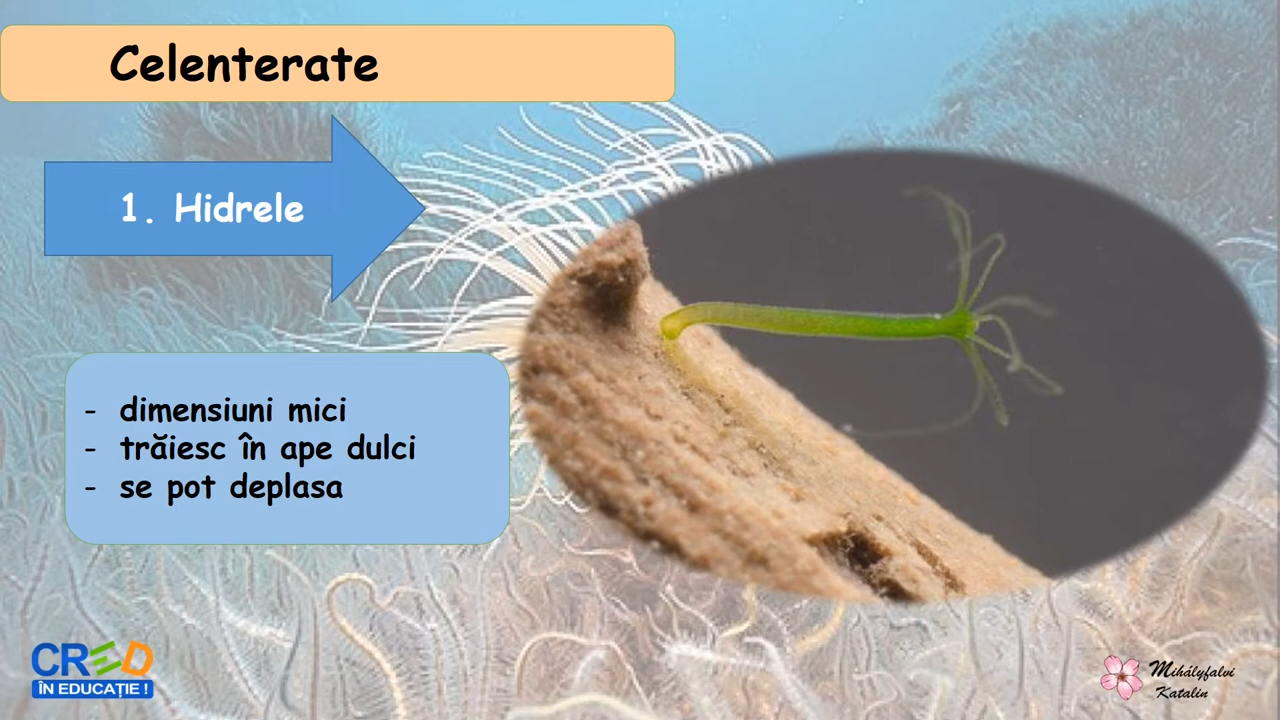 Celenterate
1. Hidrele
- dimensiuni mici
- trăiesc în ape dulci
- se pot deplasa
CRED
ÎN EDUCAȚIE !
Mihályfalvi
Katalin